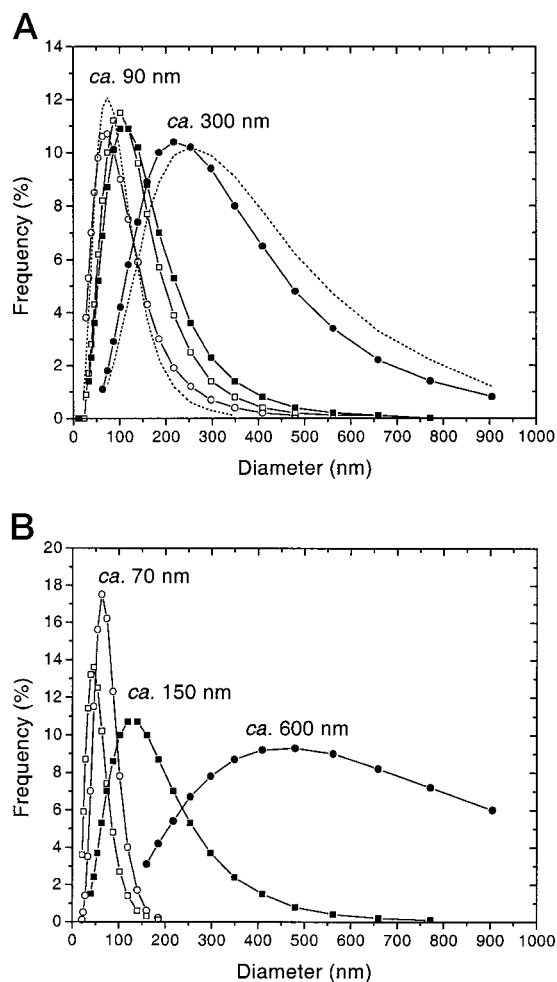 A
14
12
10
8
6
4
2
0
Frequency (%)
ca. 90 nm
ca. 300 nm
0 100 200 300 400 500 600 700 800 900 1000
Diameter (nm)
B
20
18
16
14
12
10
8
6
4
2
0
Frequency (%)
ca. 70 nm
ca. 150 nm
ca. 600 nm
0 100 200 300 400 500 600 700 800 900 1000
Diameter (nm)